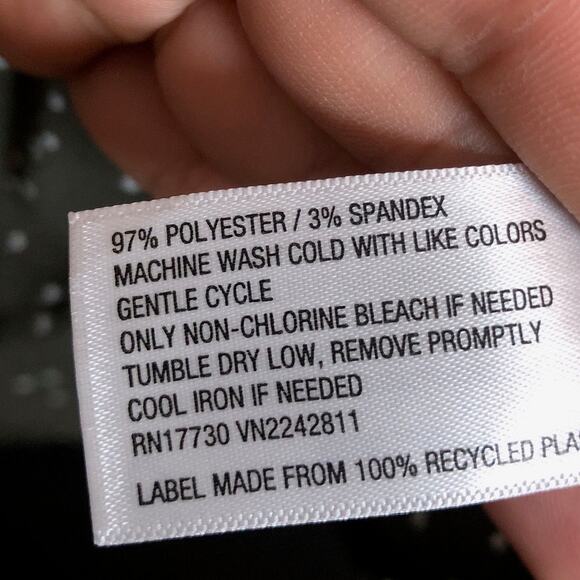 97% POLYESTER / 3% SPANDEX
MACHINE WASH COLD WITH LIKE COLORS
GENTLE CYCLE
ONLY NON-CHLORINE BLEACH IF NEEDED
TUMBLE DRY LOW, REMOVE PROMPTLY
COOL IRON IF NEEDED
RN17730 VN2242811
LABEL MADE FROM 100% RECYCLED PLA